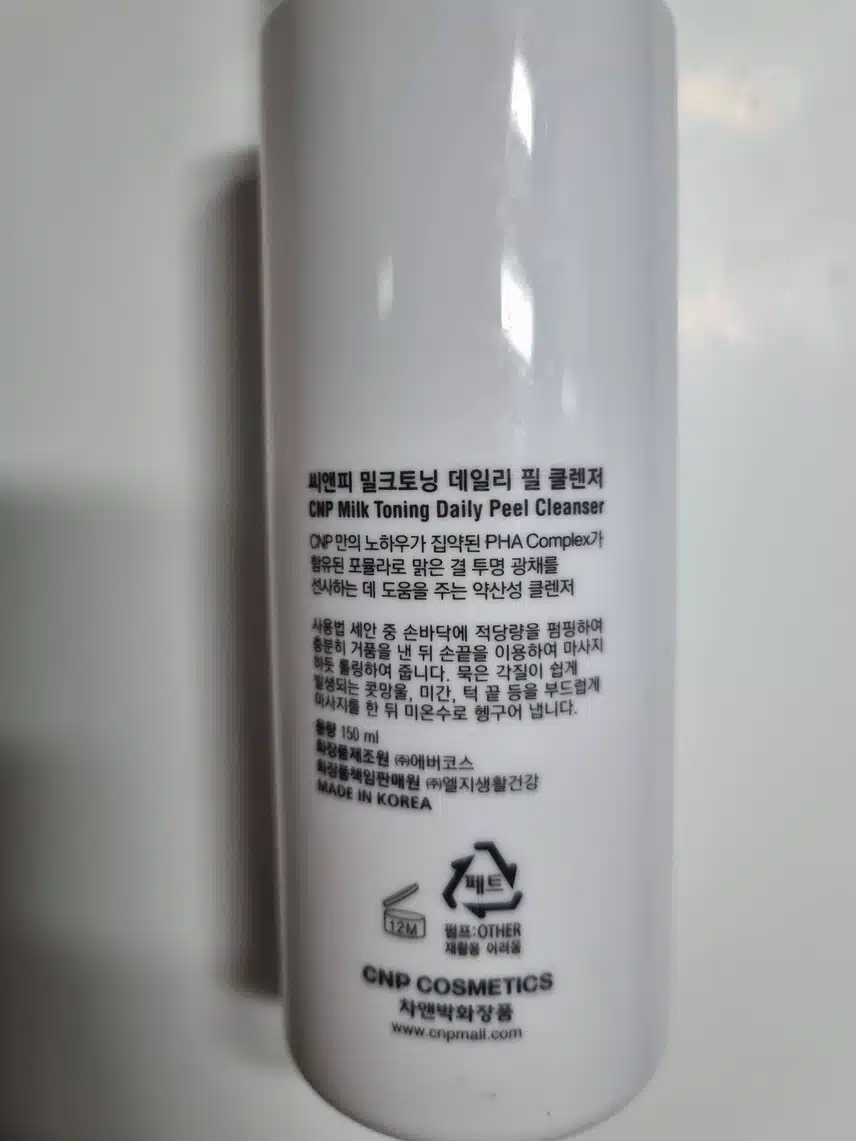 씨앤피 밀크토닝 데일리 필 클렌저
CNP Milk Toning Daily Peel Cleanser
CNP만의 노하우가 집약된 PHA Complex가
함유된 포뮬라로 맑은 결 투명 광채를
선사하는 데 도움을 주는 약산성 클렌저
사용법 세안 중 손바닥에 적당량을 펌핑하여
충분히 거품을 낸 뒤 손끝을 이용하여 마사지
하듯 롤링하여 줍니다. 묵은 각질이 쉽게
발생되는 콧망울, 미간, 턱 끝 등을 부드럽게
마사지를 한 뒤 미온수로 헹구어 냅니다.
용량 150 ml
화장품제조원 ㈜에버코스
화장품책임판매원 ㈜엘지생활건강
MADE IN KOREA
12M
페트
펌프:OTHER
재활용 어려움
CNP COSMETICS
차앤박화장품
www.cnpmall.com